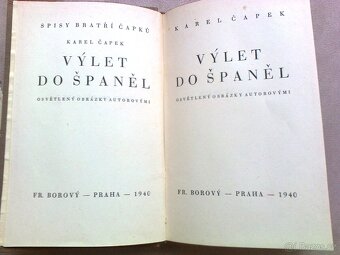 SPISY BRATŘÍ ČAPKŮ
KAREL ČAPEK
VÝLET
DO ŠPANĚL
OSVĚTLENÝ OBRÁZKY AUTOROVÝMI
FR. BOROVÝ — PRAHA — 1940
KAREL ČAPEK
VÝLET
DO ŠPANĚL
OSVĚTLENÝ OBRÁZKY AUTOROVÝMI
FR. BOROVÝ — PRAHA — 1940